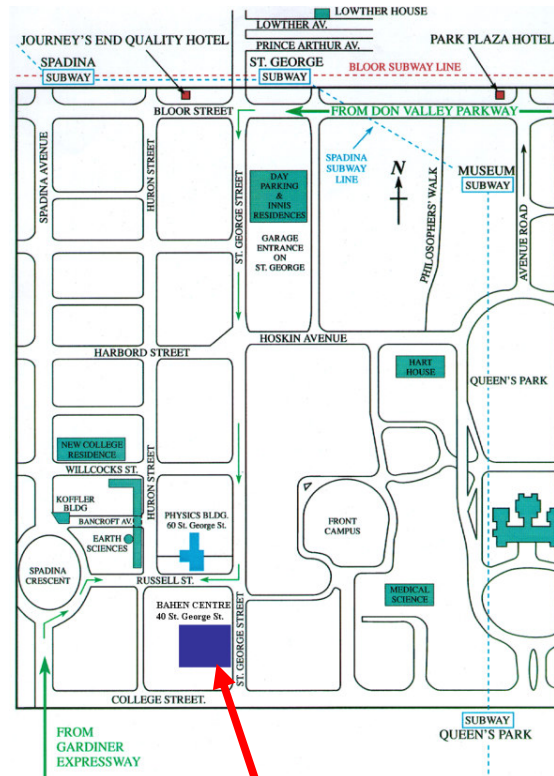 LOWTHER HOUSE
LOWTHER AV.
PRINCE ARTHUR AV.
JOURNEY'S END QUALITY HOTEL
PARK PLAZA HOTEL
SPADINA
SUBWAY
ST. GEORGE
SUBWAY
BLOOR SUBWAY LINE
BLOOR STREET
FROM DON VALLEY PARKWAY
SPADINA AVENUE
HURON STREET
ST. GEORGE STREET
DAY
PARKING
&
INNIS
RESIDENCES
GARAGE
ENTRANCE
ON
ST. GEORGE
SPADINA
SUBWAY
LINE
N
PHILOSOPHERS' WALK
MUSEUM
SUBWAY
AVENUE ROAD
HARBORD STREET
HOSKIN AVENUE
HART
HOUSE
QUEEN'S PARK
NEW COLLEGE
RESIDENCE
WILLCOCKS ST.
HURON STREET
KOFFLER
BLDG
BANCROFT AV.
EARTH
SCIENCES
PHYSICS BLDG.
60 St. George St.
FRONT
CAMPUS
SPADINA
CRESCENT
RUSSELL ST.
MEDICAL
SCIENCE
BAHEN CENTRE
40 St. George St.
ST. GEORGE STREET
COLLEGE STREET.
FROM
GARDINER
EXPRESSWAY
SUBWAY
QUEEN'S PARK